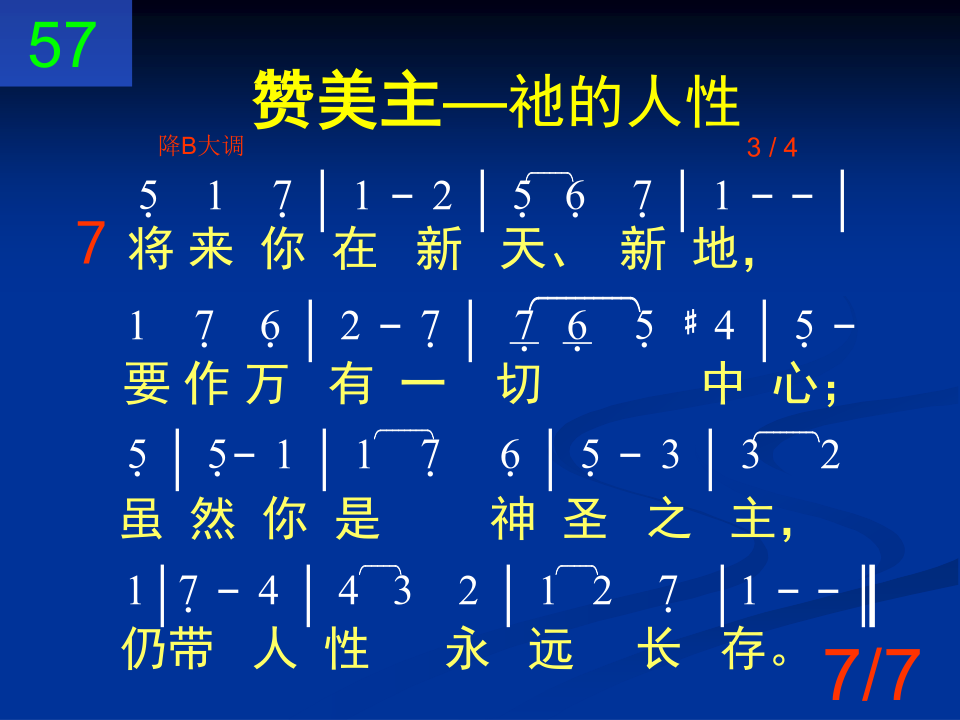 57
赞美主—祂的人性
降B大调 3 / 4
5̣ 1 7̣ | 1 - 2 | 5̣ 6̣ 7̣ | 1 - - |
7 将来你在新天、新地，
1 7̣ 6̣ | 2 - 7̣ | 7̣ 6̣ 5̣ #4 | 5̣ -
要作万有一切中心；
5̣ | 5̣ - 1 | 1 7̣ 6̣ | 5̣ - 3 | 3 2
虽然你是神圣之主，
1 | 7̣ - 4 | 4 3 2 | 1 2 7̣ | 1 - - ‖
仍带人性永远长存。
7/7